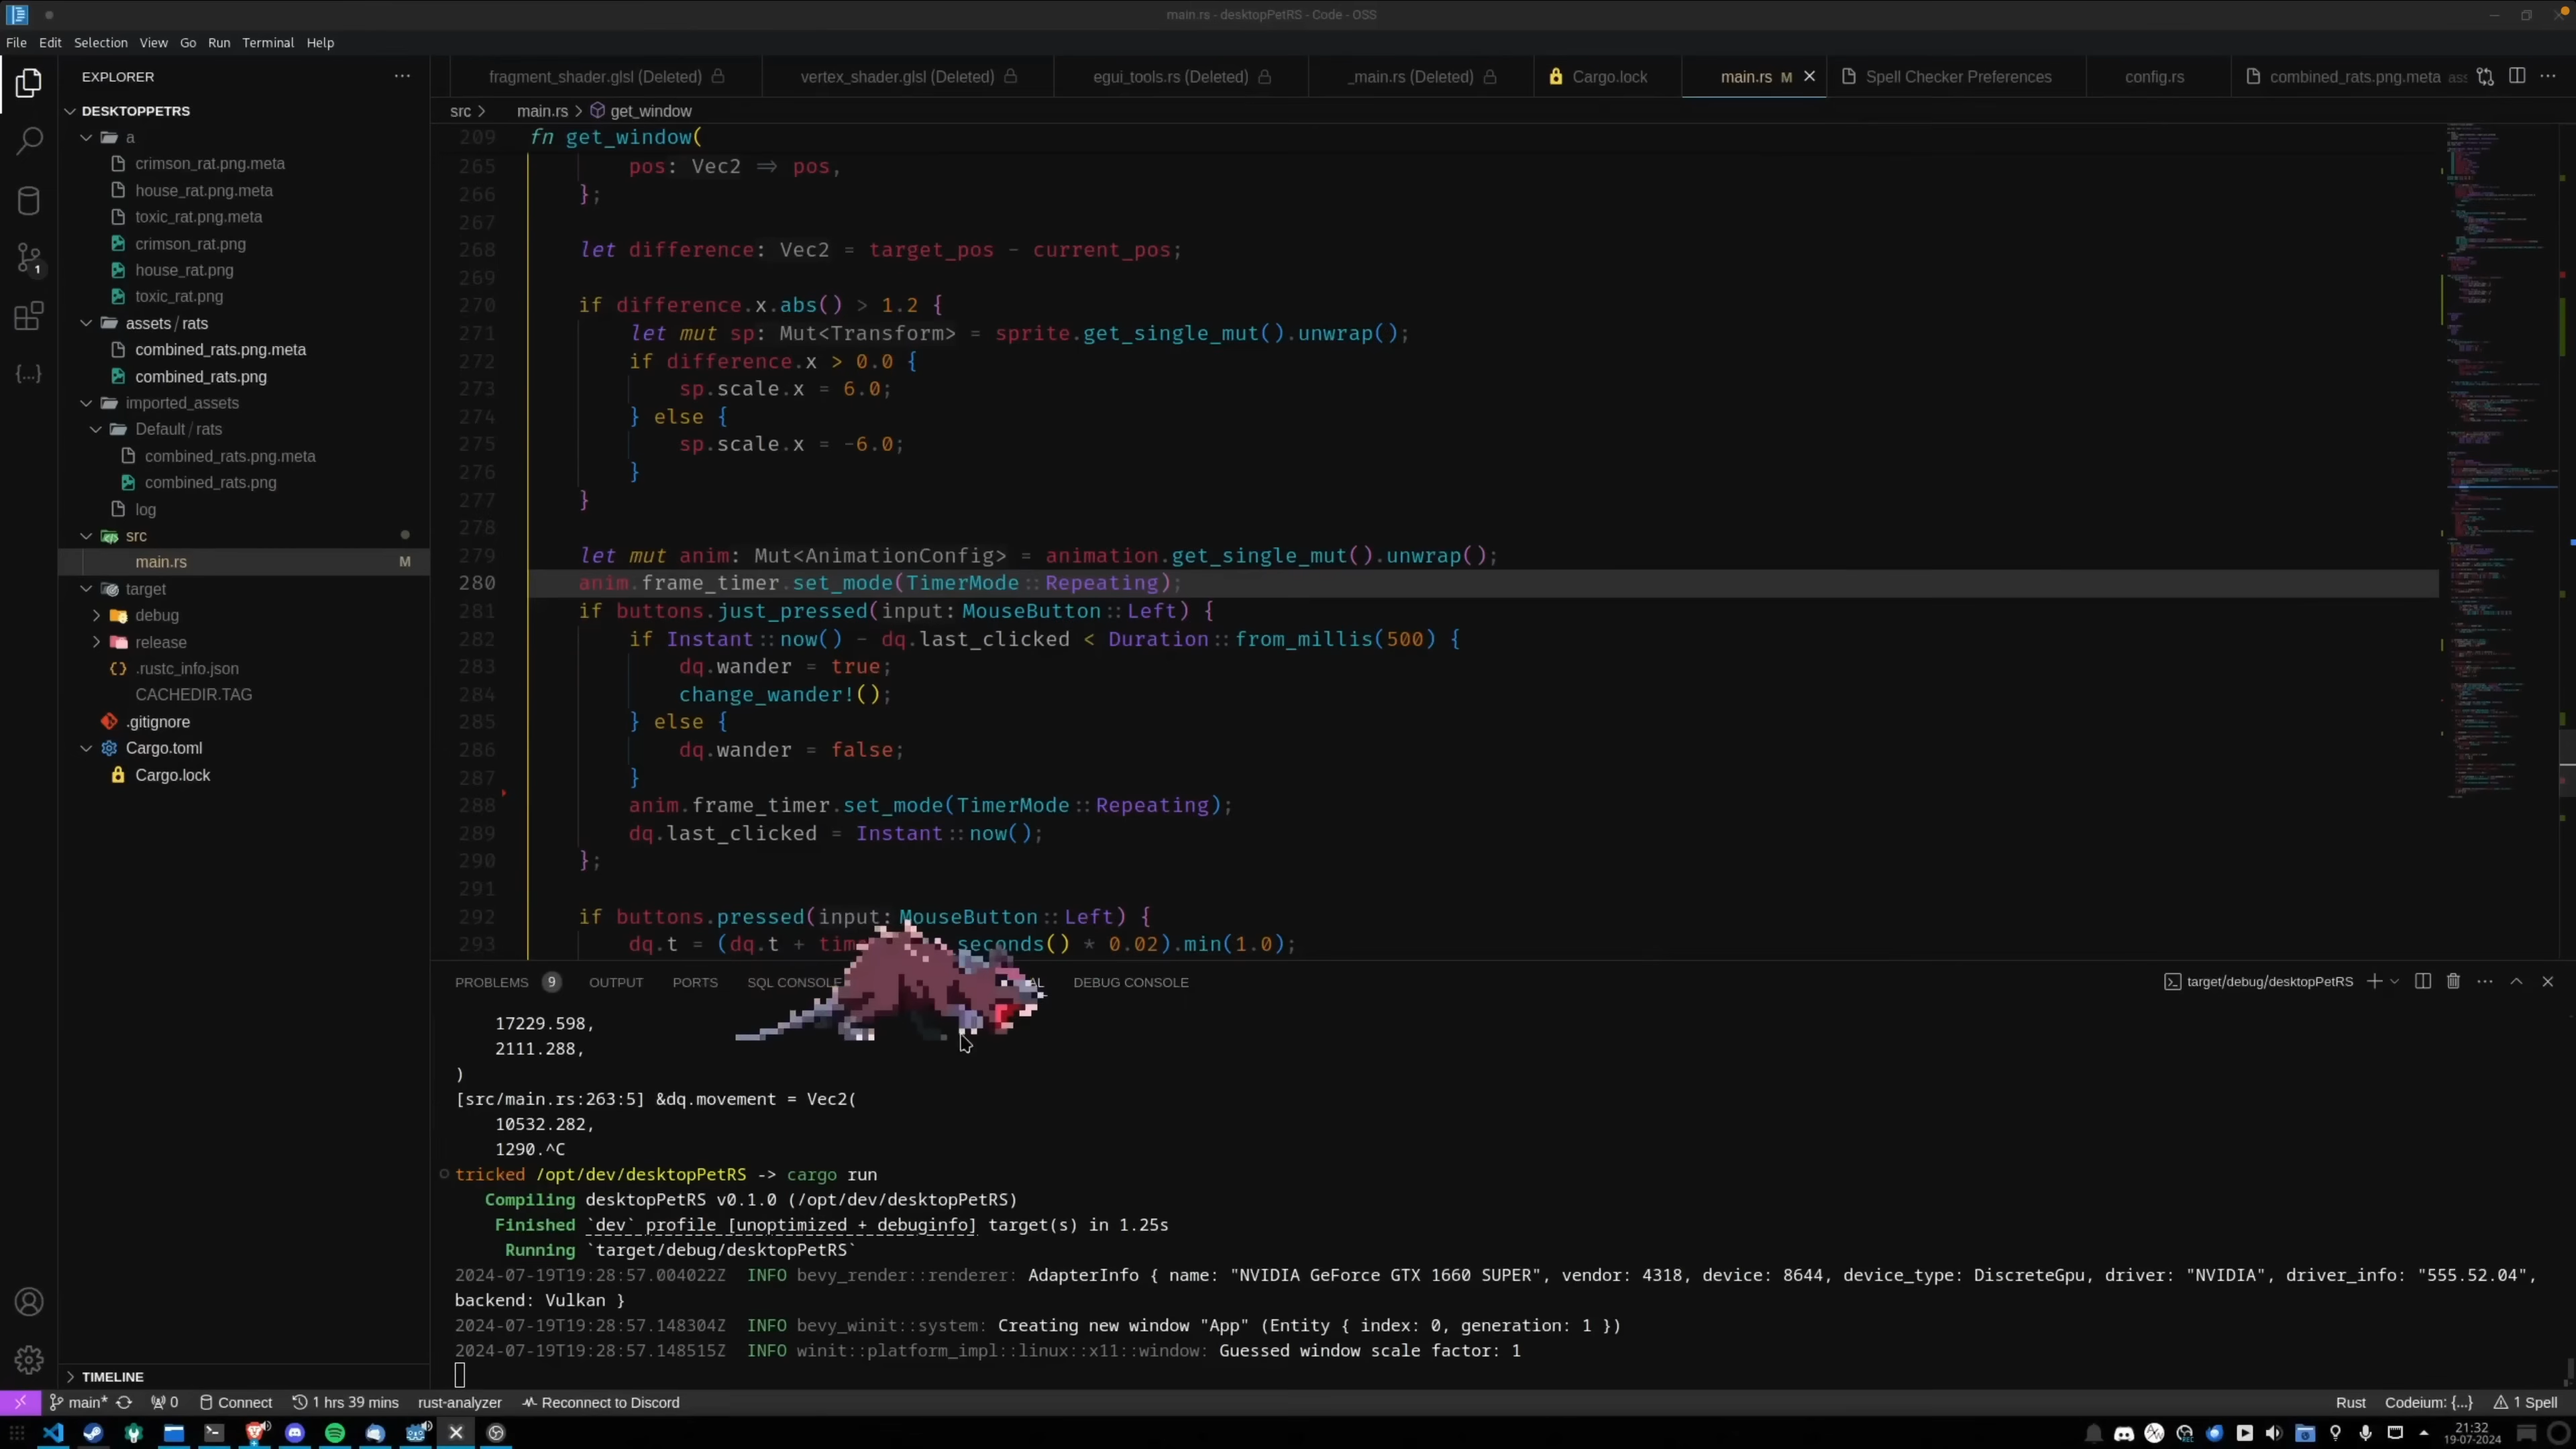 main.rs - desktopPetRS - Code - OSS
File Edit Selection View Go Run Terminal Help
EXPLORER
DESKTOPPETRS
a
crimson_rat.png.meta
house_rat.png.meta
toxic_rat.png.meta
crimson_rat.png
house_rat.png
toxic_rat.png
assets / rats
combined_rats.png.meta
combined_rats.png
imported_assets
Default / rats
combined_rats.png.meta
combined_rats.png
log
src
main.rs M
target
debug
release
.rustc_info.json
CACHEDIR.TAG
.gitignore
Cargo.toml
Cargo.lock
TIMELINE
fragment_shader.glsl (Deleted) vertex_shader.glsl (Deleted) egui_tools.rs (Deleted) _main.rs (Deleted) Cargo.lock main.rs M Spell Checker Preferences config.rs combined_rats.png.meta ass
src > main.rs > get_window
209 fn get_window(
265 pos: Vec2 => pos,
266 };
267
268 let difference: Vec2 = target_pos - current_pos;
269
270 if difference.x.abs() > 1.2 {
271 let mut sp: Mut<Transform> = sprite.get_single_mut().unwrap();
272 if difference.x > 0.0 {
273 sp.scale.x = 6.0;
274 } else {
275 sp.scale.x = -6.0;
276 }
277 }
278
279 let mut anim: Mut<AnimationConfig> = animation.get_single_mut().unwrap();
280 anim.frame_timer.set_mode(TimerMode::Repeating);
281 if buttons.just_pressed(input: MouseButton::Left) {
282 if Instant::now() - dq.last_clicked < Duration::from_millis(500) {
283 dq.wander = true;
284 change_wander!();
285 } else {
286 dq.wander = false;
287 }
288 anim.frame_timer.set_mode(TimerMode::Repeating);
289 dq.last_clicked = Instant::now();
290 };
291
292 if buttons.pressed(input: MouseButton::Left) {
293 dq.t = (dq.t + time seconds() * 0.02).min(1.0);
PROBLEMS 9 OUTPUT PORTS SQL CONSOLE AL DEBUG CONSOLE
target/debug/desktopPetRS
17229.598,
2111.288,
)
[src/main.rs:263:5] &dq.movement = Vec2(
10532.282,
1290.^C
tricked /opt/dev/desktopPetRS -> cargo run
Compiling desktopPetRS v0.1.0 (/opt/dev/desktopPetRS)
Finished `dev` profile [unoptimized + debuginfo] target(s) in 1.25s
Running `target/debug/desktopPetRS`
2024-07-19T19:28:57.004022Z INFO bevy_render::renderer: AdapterInfo { name: "NVIDIA GeForce GTX 1660 SUPER", vendor: 4318, device: 8644, device_type: DiscreteGpu, driver: "NVIDIA", driver_info: "555.52.04",
backend: Vulkan }
2024-07-19T19:28:57.148304Z INFO bevy_winit::system: Creating new window "App" (Entity { index: 0, generation: 1 })
2024-07-19T19:28:57.148515Z INFO winit::platform_impl::linux::x11::window: Guessed window scale factor: 1
main* 0 Connect 1 hrs 39 mins rust-analyzer Reconnect to Discord
Rust Codeium: {...} 1 Spell
21:32
19-07-2024